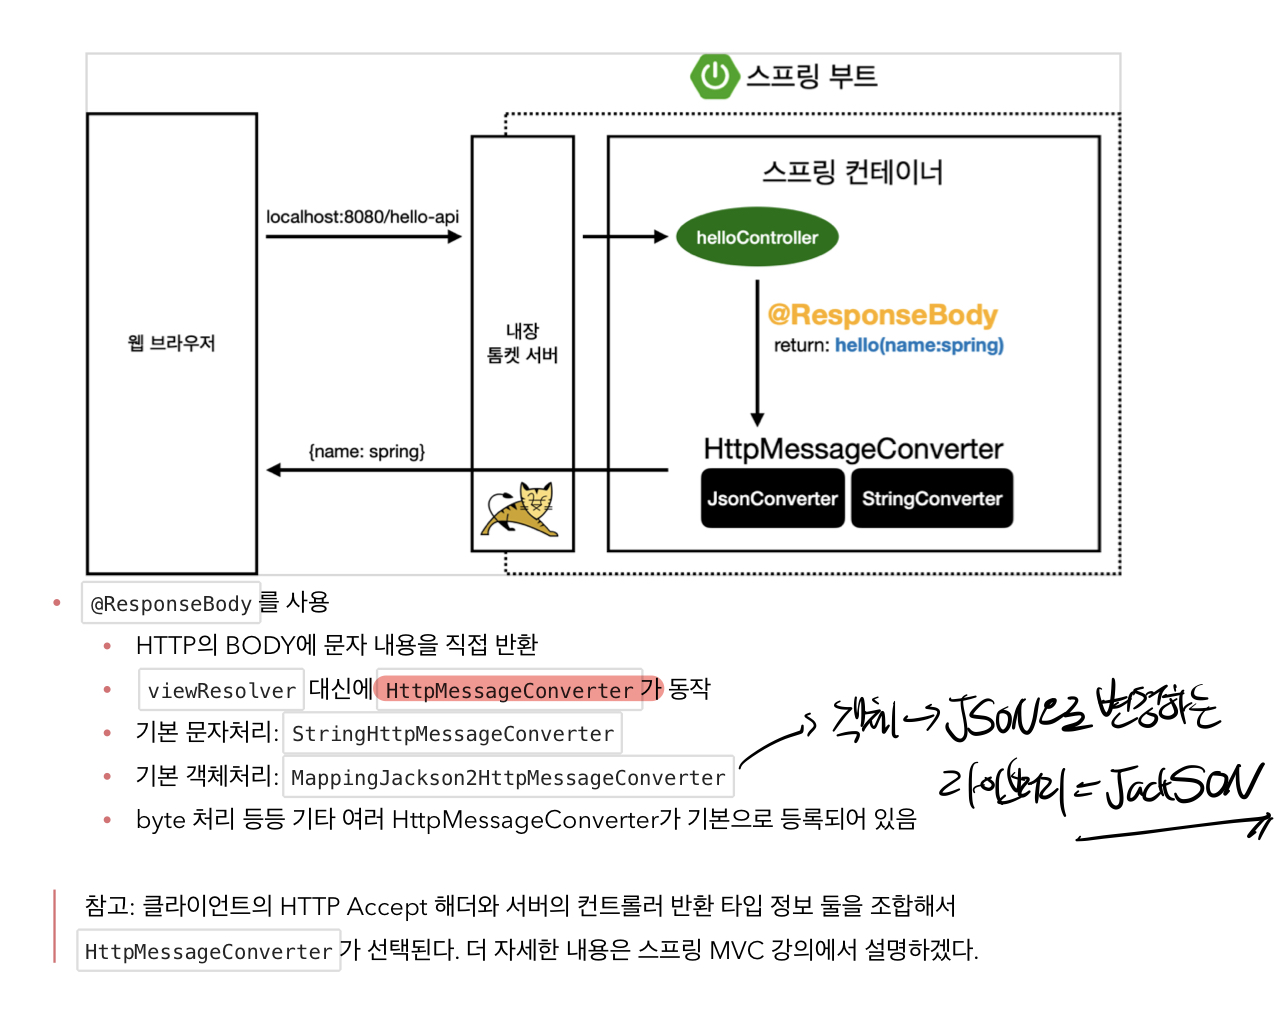 스프링 부트
스프링 컨테이너
localhost:8080/hello-api
helloController
@ResponseBody
return: hello(name:spring)
웹 브라우저
내장
톰켓 서버
HttpMessageConverter
{name: spring}
JsonConverter StringConverter
@ResponseBody 를 사용
HTTP의 BODY에 문자 내용을 직접 반환
viewResolver 대신에 HttpMessageConverter 가 동작
기본 문자처리: StringHttpMessageConverter
기본 객체처리: MappingJackson2HttpMessageConverter
객체 → JSON으로 변경하는
라이브러리 = JackSON
byte 처리 등등 기타 여러 HttpMessageConverter가 기본으로 등록되어 있음
참고: 클라이언트의 HTTP Accept 해더와 서버의 컨트롤러 반환 타입 정보 둘을 조합해서
HttpMessageConverter 가 선택된다. 더 자세한 내용은 스프링 MVC 강의에서 설명하겠다.